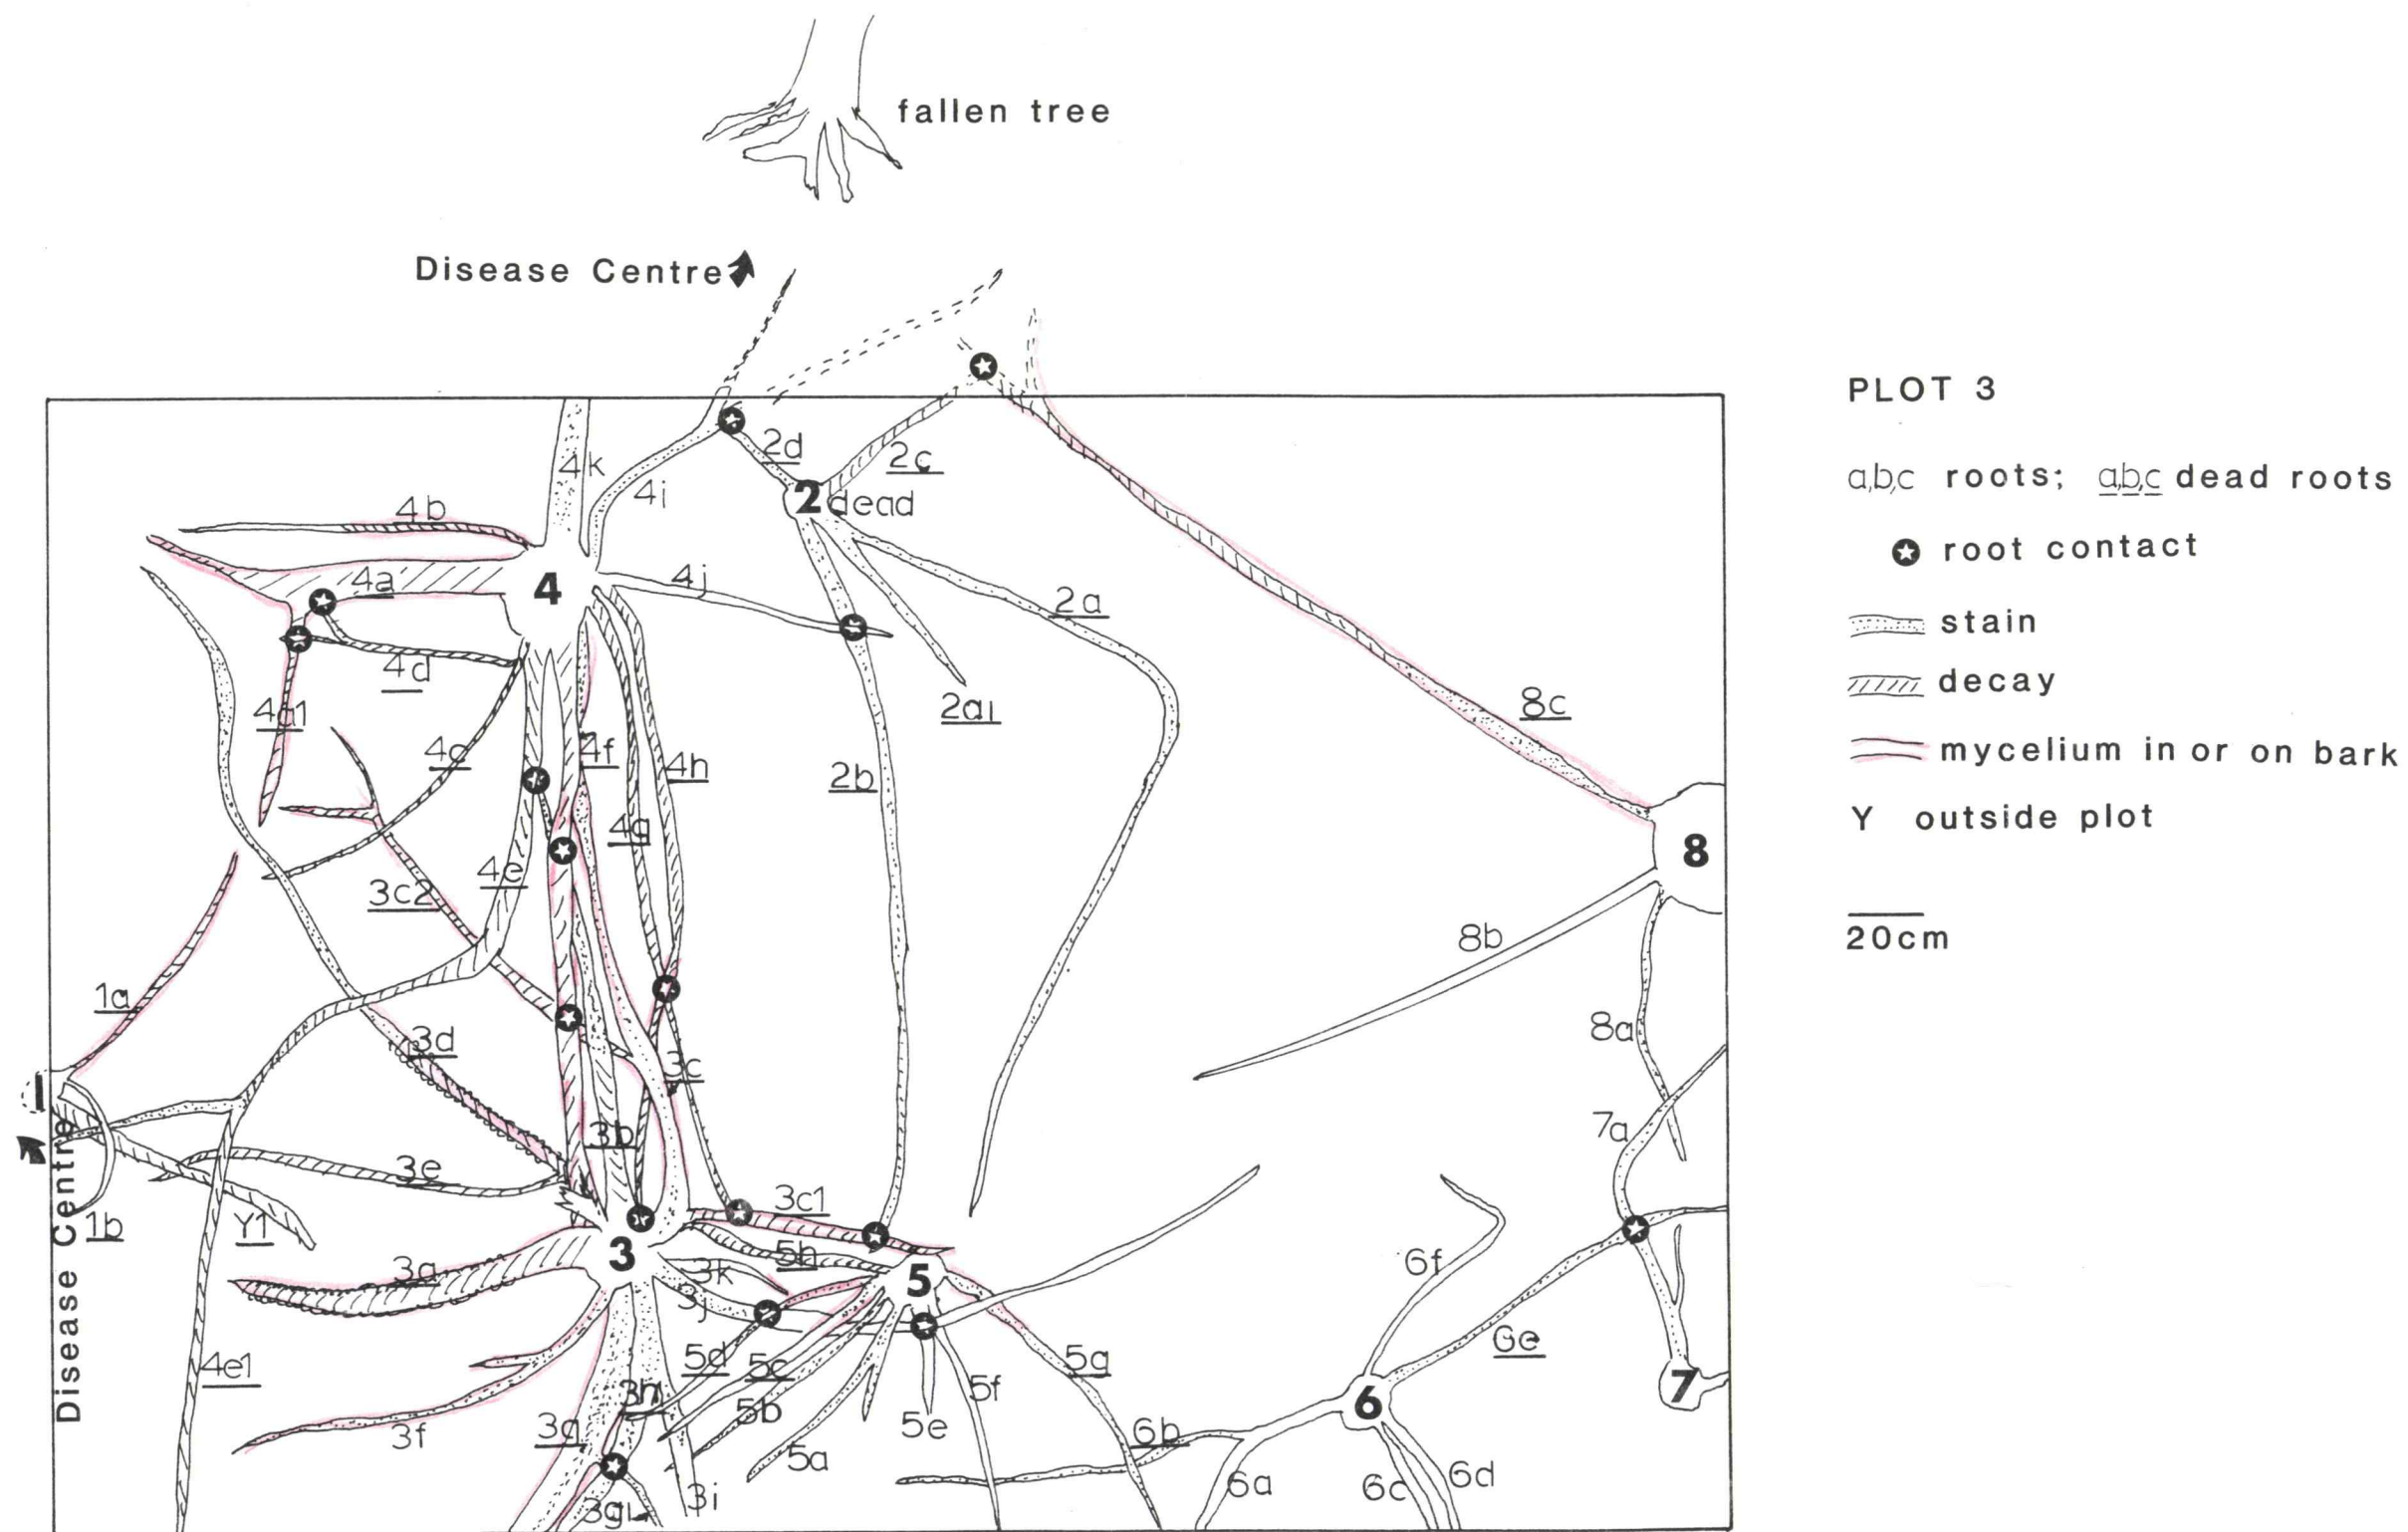 fallen tree
Disease Centre
PLOT 3
a,b,c roots; a,b,c dead roots
root contact
stain
decay
mycelium in or on bark
Y outside plot
20cm
2d
2c
4k
4i
2 dead
4b
4
4a
4j
2a
4d
4a1
2a1
8c
4c
4f
4h
2b
4g
8
4e
3c2
8b
1a
8a
3d
3c
1
7a
3b
3e
3c1
1b
Y1
3
5h
3a
3k
5
6f
3j
6e
4e1
5d
5c
5g
3h
5b
5f
7
6
3f
3g
5e
6b
5a
6a
6c
6d
3g1
3i
Disease Centre